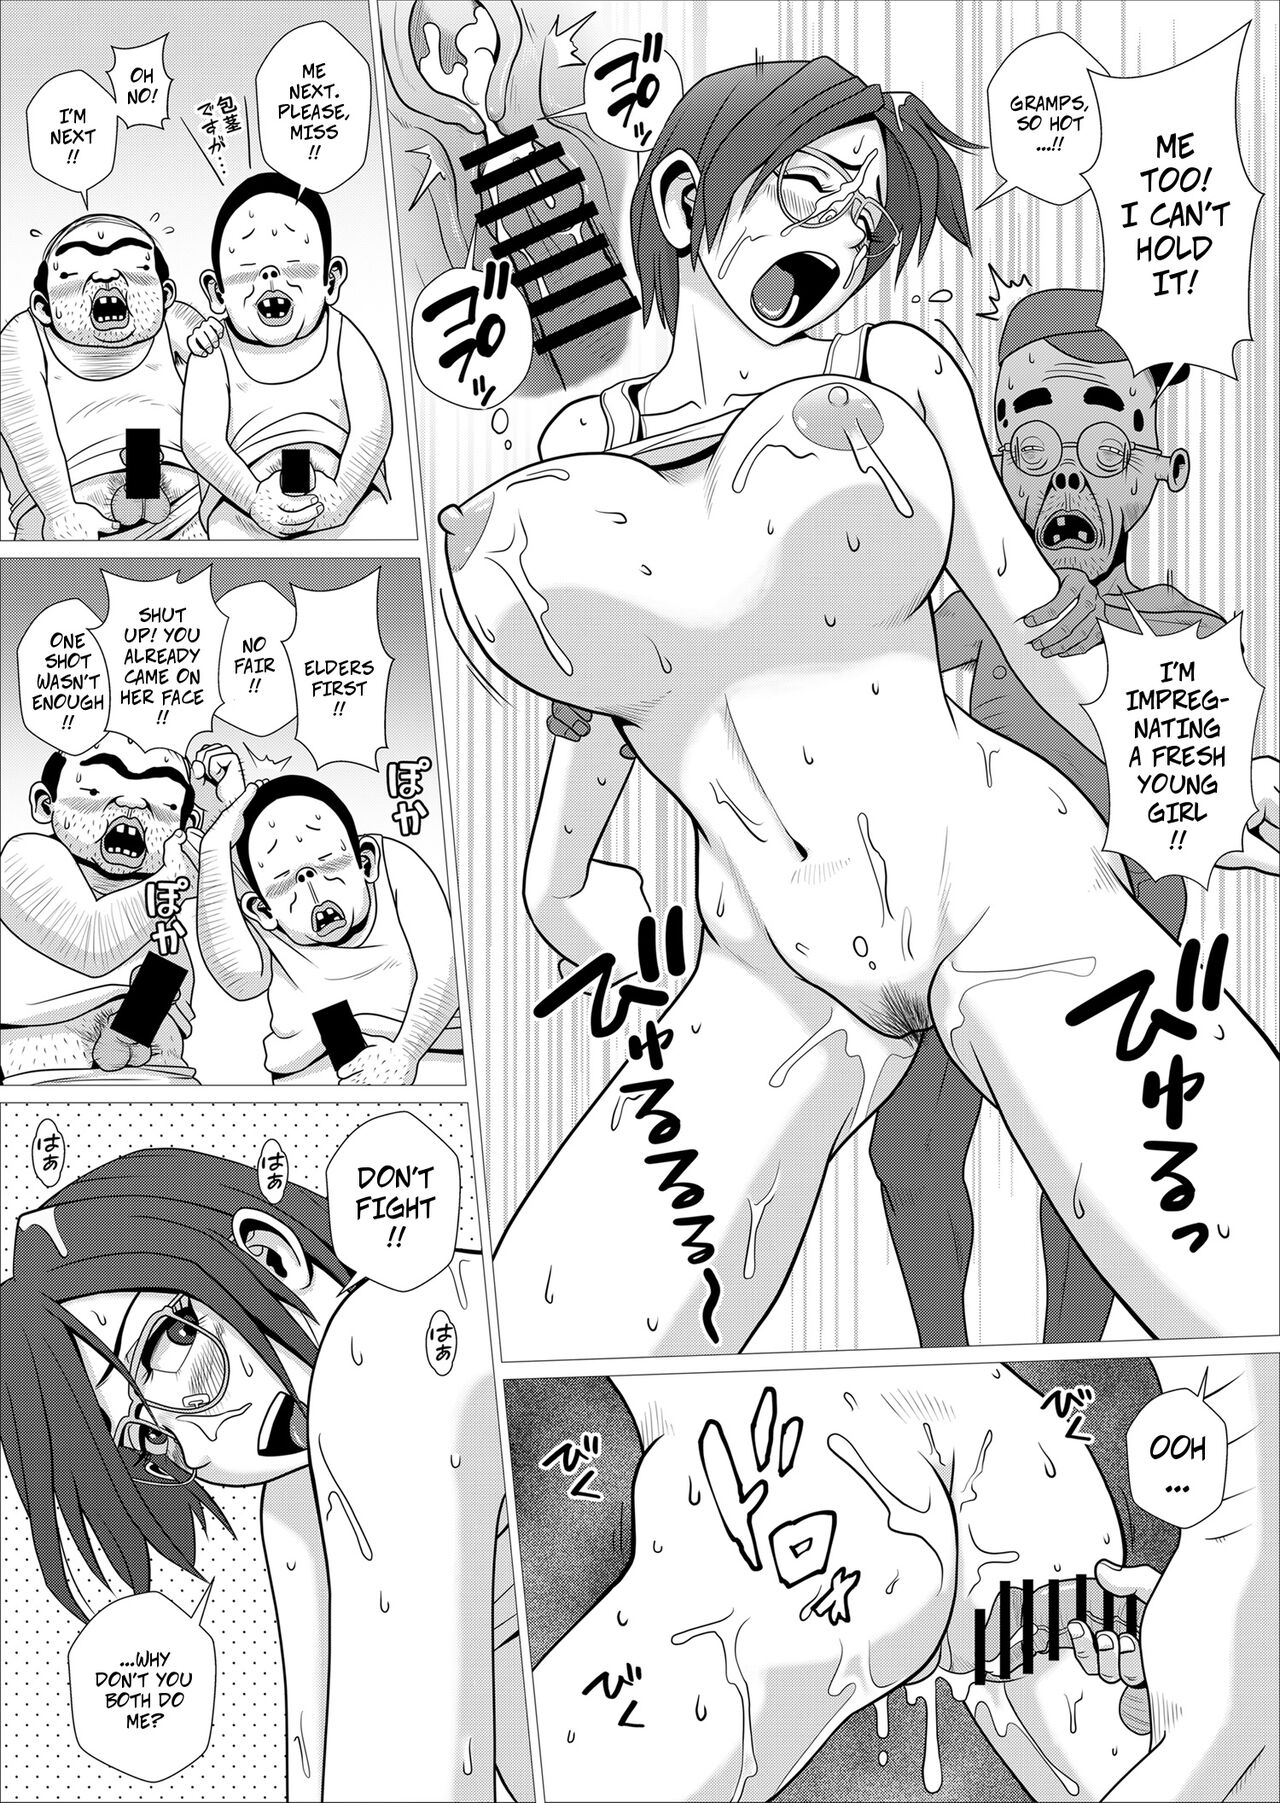 ME
TOO!
I CAN'T
HOLD
IT!
GRAMPS,
SO HOT
...!!
I'M
IMPREG-
NATING
A FRESH
YOUNG
GIRL
!!
コプッ
コプッ
びゅるるるる〜
びゅるっ
ME
NEXT.
PLEASE,
MISS
!!
包茎
ですが…
OH
NO!
I'M
NEXT
!!
ELDERS
FIRST
!!
NO
FAIR
!!
SHUT
UP! YOU
ALREADY
CAME ON
HER FACE
!!
ONE
SHOT
WASN'T
ENOUGH
!!
ぽか
ぽか
OOH
...
びく
びく
びく
ドロォ
DON'T
FIGHT
!!
はぁ
はぁ
はぁ
...WHY
DON'T YOU
BOTH DO
ME?